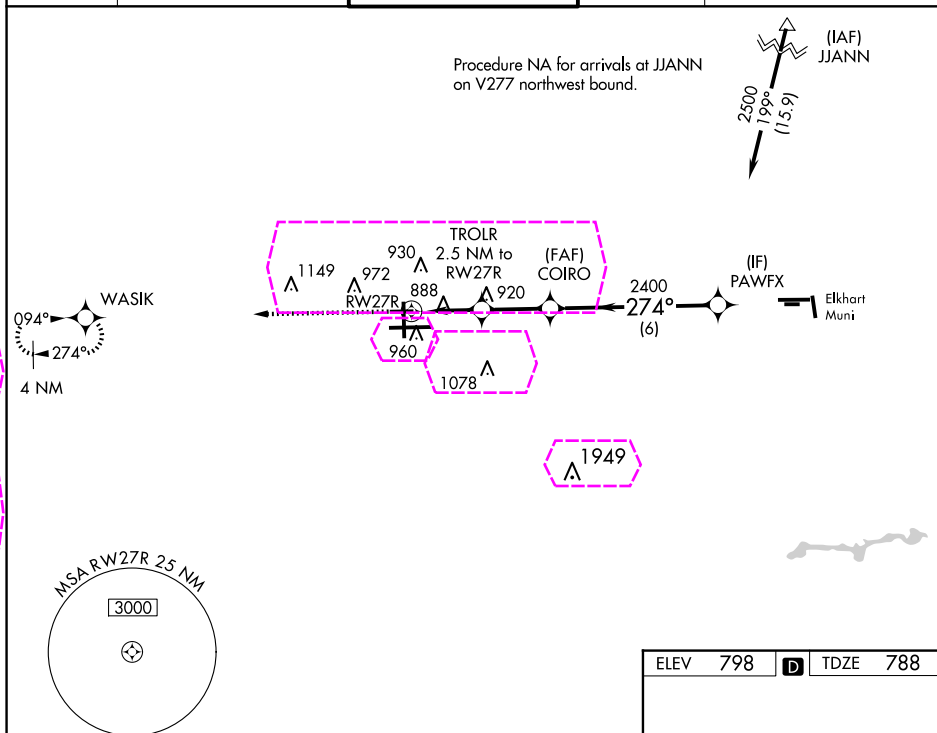 (IAF)
JJANN
Procedure NA for arrivals at JJANN
on V277 northwest bound.
2500
199°
(15.9)
TROLR
2.5 NM to
RW27R
930
(FAF)
COIRO
(IF)
PAWFX
1149
972
888
920
2400
274°
(6)
Elkhart
Muni
WASIK
RW27R
094°
274°
4 NM
960
1078
1949
MSA RW27R 25 NM
3000
ELEV 798 D TDZE 788